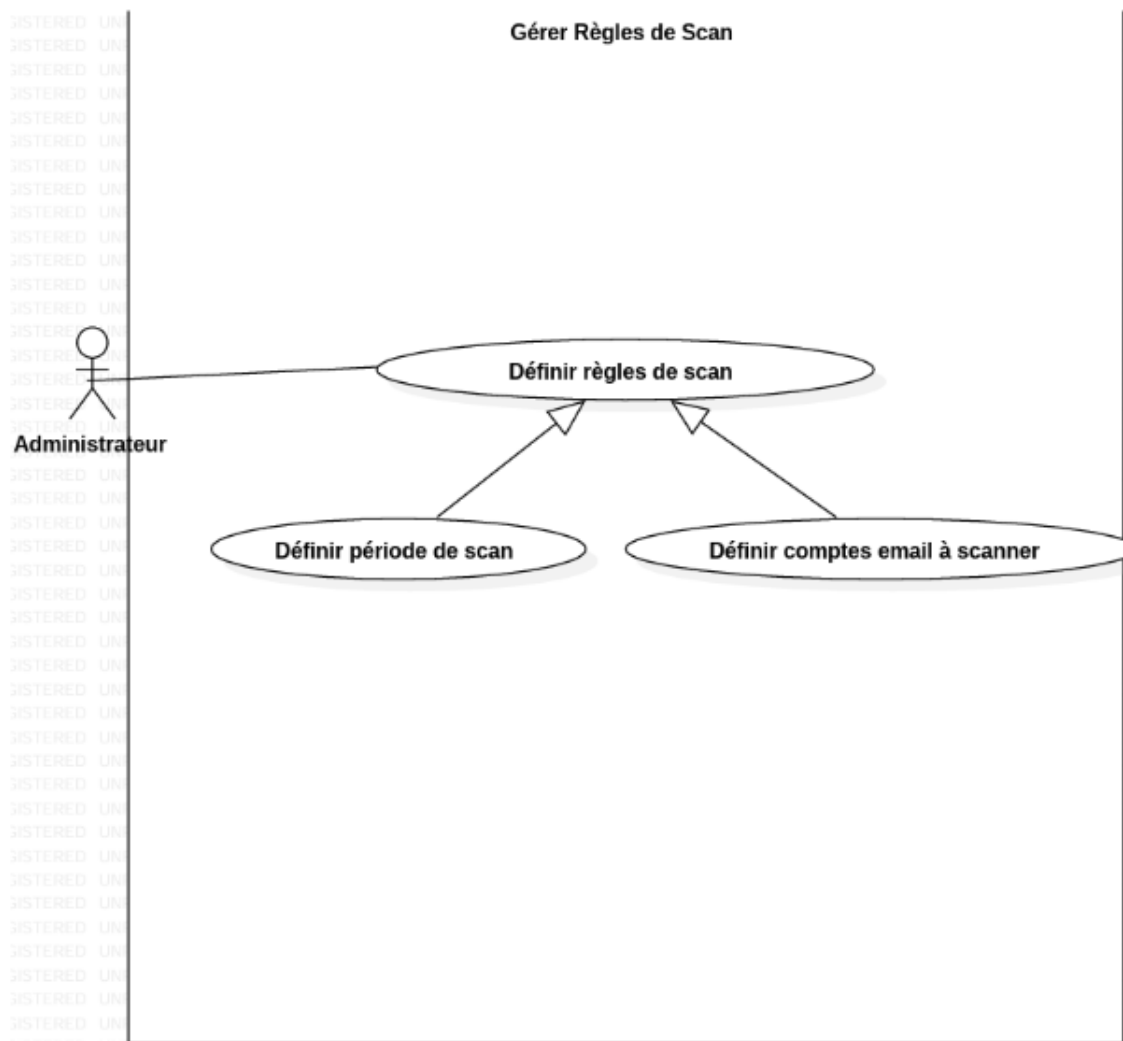 Gérer Règles de Scan
Définir règles de scan
Administrateur
Définir période de scan
Définir comptes email à scanner